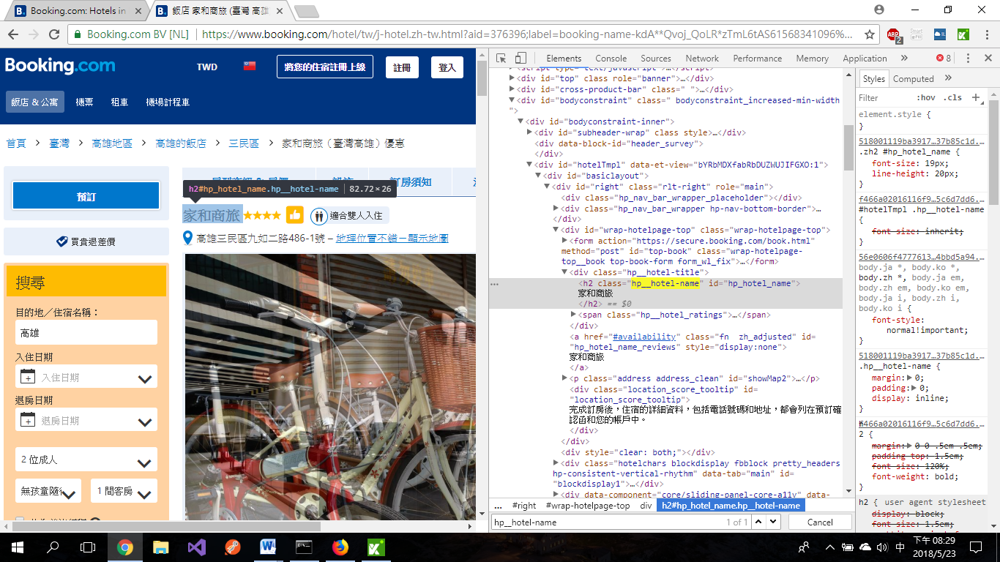 Booking.com: Hotels in
飯店 家和商旅 (臺灣 高雄
Booking.com BV [NL] | https://www.booking.com/hotel/tw/j-hotel.zh-tw.html?aid=376396;label=booking-name-kdA**Qvoj_QoLR*zTmL6tAS61568341096%...
ABP 2
Booking.com
TWD
將您的住宿註冊上線
註冊
登入
飯店 & 公寓
機票
租車
機場計程車
首頁 > 臺灣 > 高雄地區 > 高雄的飯店 > 三民區 > 家和商旅（臺灣高雄）優惠
訂房須知
預訂
h2#hp_hotel_name.hp__hotel-name | 82.72 × 26
家和商旅 適合雙人入住
買貴退差價
高雄三民區九如二路486-1號 – 地理位置不錯－顯示地圖
搜尋
目的地／住宿名稱：
高雄
入住日期
入住日期
退房日期
退房日期
2 位成人
無孩童隨
1 間客房
Elements Console Sources Network Performance Memory Application » 8
<script type="text/javascript">…</script>
<div id="top" class role="banner">…</div>
<div id="cross-product-bar" class=" ">…</div>
<div id="bodyconstraint" class=" bodyconstraint_increased-min-width
">
<div id="bodyconstraint-inner">
<div id="subheader-wrap" class style>…</div>
<div data-block-id="header_survey">
</div>
<div id="hotelTmpl" data-et-view="bYRbMDXfabRbDUZWUJIFGXO:1">
<div id="basiclayout">
<div id="right" class="rlt-right" role="main">
<div class="hp_nav_bar_wrapper_placeholder"></div>
<div class="hp_nav_bar_wrapper hp-nav-bottom-border">…
</div>
<div id="wrap-hotelpage-top" class="wrap-hotelpage-top">
<form action="https://secure.booking.com/book.html"
method="post" id="top-book" class="wrap-hotelpage-
top__book top-book-form form_wl_fix">…</form>
<div class="hp__hotel-title">
<h2 class="hp__hotel-name" id="hp_hotel_name">
家和商旅
</h2> == $0
<span class="hp__hotel_ratings">…</span>
</div>
<a href="#availability" class="fn  zh_adjusted" id=
"hp_hotel_name_reviews" style="display:none">
家和商旅
</a>
<p class="address address_clean" id="showMap2">…</p>
<div class="location_score_tooltip" id=
"location_score_tooltip">
完成訂房後，住宿的詳細資料，包括電話號碼和地址，都會列在預訂確
認函和您的帳戶中。
</div>
</div>
<div style="clear: both;"></div>
<div class="hotelchars blockdisplay fbblock pretty_headers
hp-consistent-vertical-rhythm" data-tab="main" id=
"blockdisplay1">…</div>
<div data-component="core/sliding-panel-core-a11y" data-
... #right #wrap-hotelpage-top div h2#hp_hotel_name.hp__hotel-name
hp__hotel-name 1 of 1 Cancel
Styles Computed »
Filter :hov .cls +
element.style {
}
518001119ba3917…37b85c1d.…
.zh2 #hp_hotel_name {
font-size: 19px;
line-height: 20px;
}
f466a02016116f9…5c6d7dd6.…
#hotelTmpl .hp__hotel-name
{
font-size: inherit;
}
56e0606f4777613…4bbd5a94.…
body.ja *, body.ko *,
body.zh *, body.ja em,
body.zh em, body.ko em,
body.ja i, body.zh i,
body.ko i {
font-style:
normal!important;
}
518001119ba3917…37b85c1d.…
.hp__hotel-name {
margin: 0;
padding: 0;
display: inline;
}
f466a02016116f9…5c6d7dd6.…
2 {
margin: 0 0 .5em .5em;
padding-top: 1.5em;
font-size: 120%;
font-weight: bold;
}
h2 { user agent stylesheet
display: block;
font-size: 1.5em;
中
下午 08:29
2018/5/23